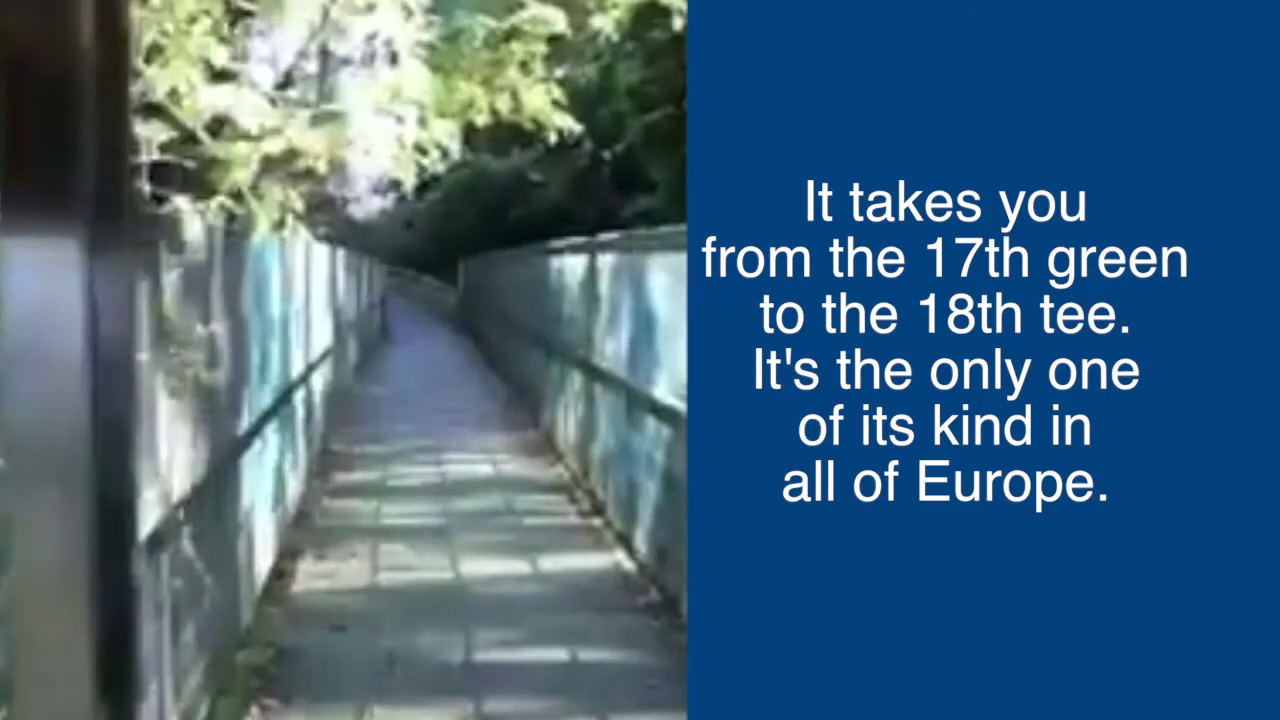 It takes you
from the 17th green
to the 18th tee.
It's the only one
of its kind in
all of Europe.